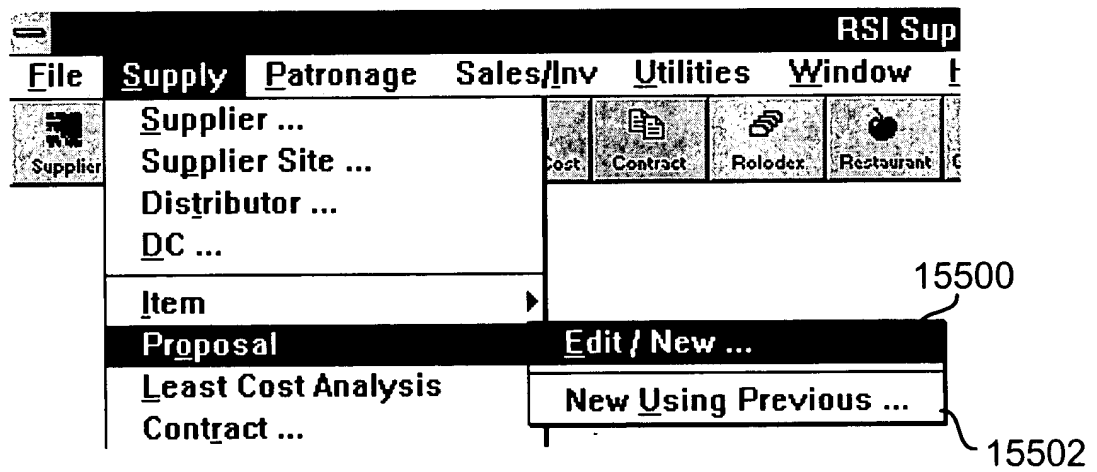 RSI Sup
File Supply Patronage Sales/Inv Utilities Window H
Supplier Cost Contract Rolodex Restaurant
Supplier ...
Supplier Site ...
Distributor ...
DC ...
15500
Item
Proposal Edit / New ...
Least Cost Analysis New Using Previous ...
Contract ...
15502